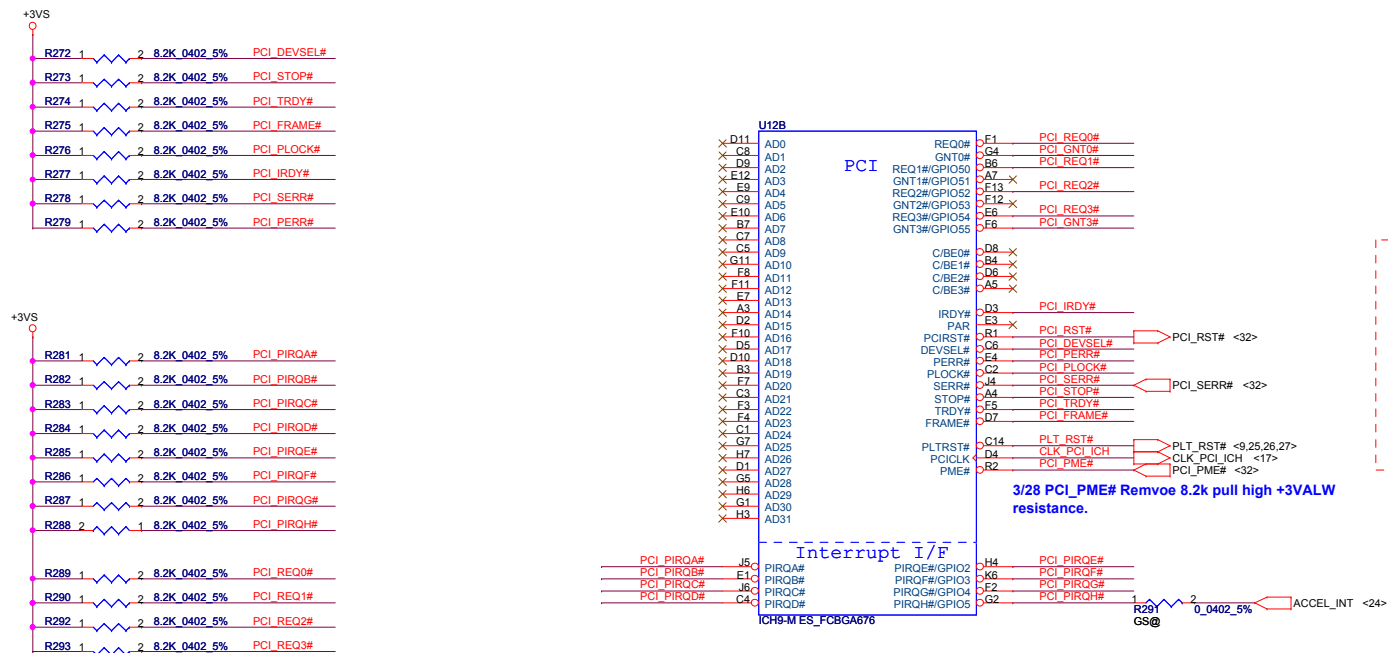 +3VS
R272 1 2 8.2K_0402_5% PCI_DEVSEL#
R273 1 2 8.2K_0402_5% PCI_STOP#
R274 1 2 8.2K_0402_5% PCI_TRDY#
R275 1 2 8.2K_0402_5% PCI_FRAME#
R276 1 2 8.2K_0402_5% PCI_PLOCK#
R277 1 2 8.2K_0402_5% PCI_IRDY#
R278 1 2 8.2K_0402_5% PCI_SERR#
R279 1 2 8.2K_0402_5% PCI_PERR#
+3VS
R281 1 2 8.2K_0402_5% PCI_PIRQA#
R282 1 2 8.2K_0402_5% PCI_PIRQB#
R283 1 2 8.2K_0402_5% PCI_PIRQC#
R284 1 2 8.2K_0402_5% PCI_PIRQD#
R285 1 2 8.2K_0402_5% PCI_PIRQE#
R286 1 2 8.2K_0402_5% PCI_PIRQF#
R287 1 2 8.2K_0402_5% PCI_PIRQG#
R288 2 1 8.2K_0402_5% PCI_PIRQH#
R289 1 2 8.2K_0402_5% PCI_REQ0#
R290 1 2 8.2K_0402_5% PCI_REQ1#
R292 1 2 8.2K_0402_5% PCI_REQ2#
R293 1 2 8.2K_0402_5% PCI_REQ3#
U12B
PCI
D11 AD0
C8 AD1
D9 AD2
E12 AD3
E9 AD4
C9 AD5
E10 AD6
B7 AD7
C7 AD8
C5 AD9
G11 AD10
F8 AD11
F11 AD12
E7 AD13
A3 AD14
D2 AD15
F10 AD16
D5 AD17
D10 AD18
B3 AD19
F7 AD20
C3 AD21
F3 AD22
F4 AD23
C1 AD24
G7 AD25
H7 AD26
D1 AD27
G5 AD28
H6 AD29
G1 AD30
H3 AD31
REQ0# F1 PCI_REQ0#
GNT0# G4 PCI_GNT0#
REQ1#/GPIO50 B6 PCI_REQ1#
GNT1#/GPIO51 A7
REQ2#/GPIO52 F13 PCI_REQ2#
GNT2#/GPIO53 F12
REQ3#/GPIO54 E6 PCI_REQ3#
GNT3#/GPIO55 F6 PCI_GNT3#
C/BE0# D8
C/BE1# B4
C/BE2# D6
C/BE3# A5
IRDY# D3 PCI_IRDY#
PAR E3
PCIRST# R1 PCI_RST# PCI_RST# <32>
DEVSEL# C6 PCI_DEVSEL#
PERR# E4 PCI_PERR#
PLOCK# C2 PCI_PLOCK#
SERR# J4 PCI_SERR# PCI_SERR# <32>
STOP# A4 PCI_STOP#
TRDY# F5 PCI_TRDY#
FRAME# D7 PCI_FRAME#
PLTRST# C14 PLT_RST# PLT_RST# <9,25,26,27>
PCICLK D4 CLK_PCI_ICH CLK_PCI_ICH <17>
PME# R2 PCI_PME# PCI_PME# <32>
3/28 PCI_PME# Remvoe 8.2k pull high +3VALW
resistance.
Interrupt I/F
PCI_PIRQA# J5 PIRQA# PIRQE#/GPIO2 H4 PCI_PIRQE#
PCI_PIRQB# E1 PIRQB# PIRQF#/GPIO3 K6 PCI_PIRQF#
PCI_PIRQC# J6 PIRQC# PIRQG#/GPIO4 F2 PCI_PIRQG#
PCI_PIRQD# C4 PIRQD# PIRQH#/GPIO5 G2 PCI_PIRQH# 1 2 ACCEL_INT <24>
R291 0_0402_5%
GS@
ICH9-M ES_FCBGA676